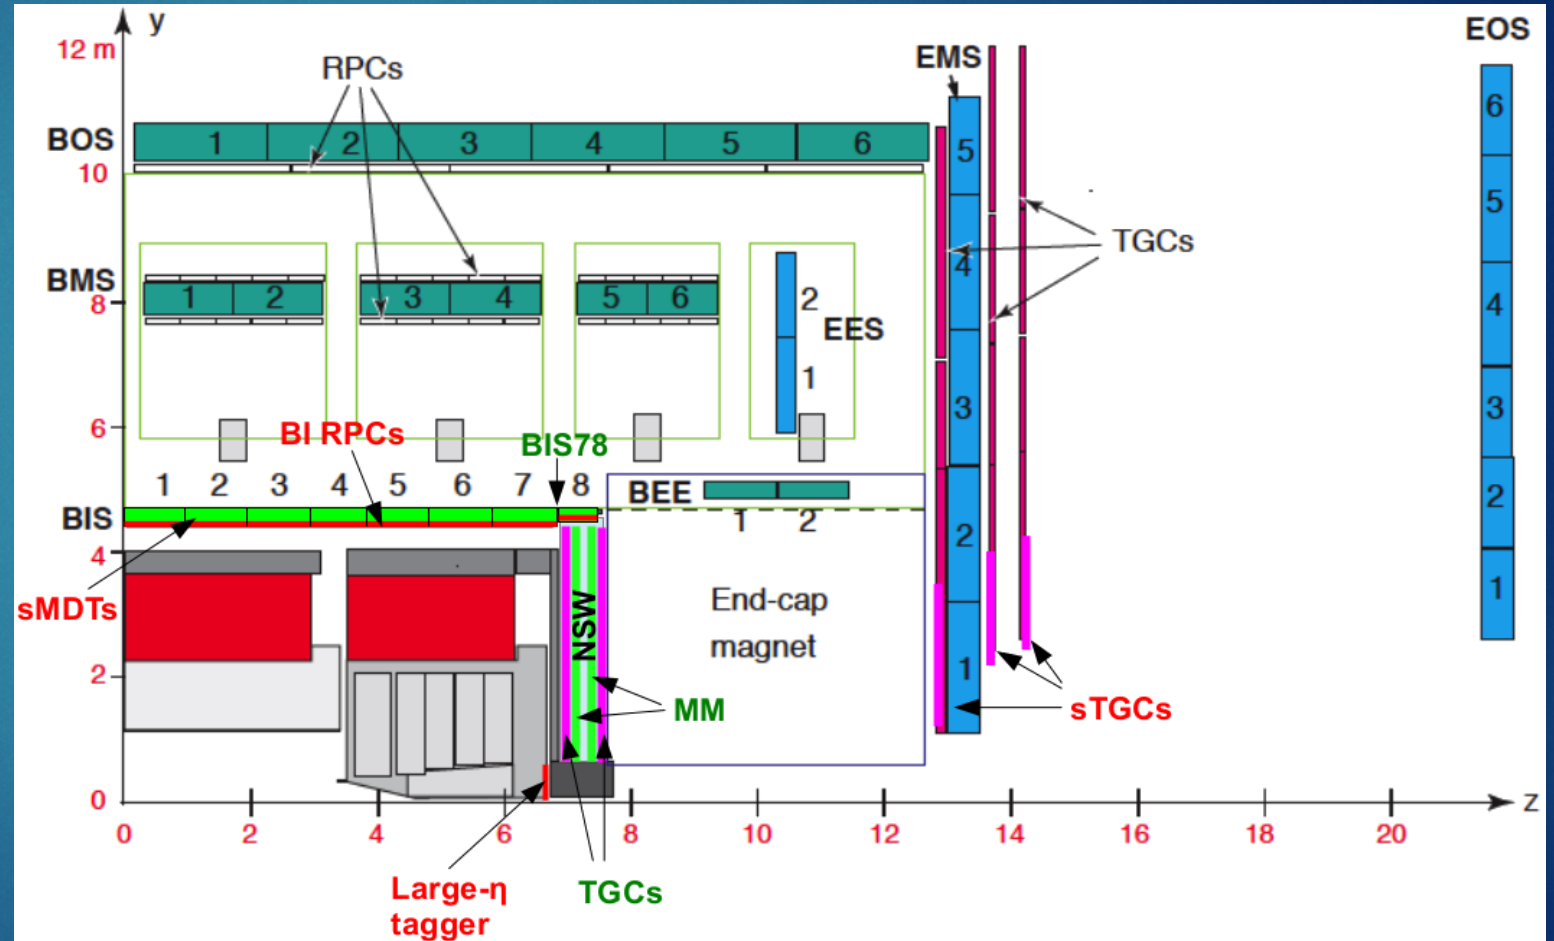 y
EOS
12 m
EMS
RPCs
6
BOS
1 2 3 4 5 6
5
10
5
TGCs
4
BMS
1 2
3 4
5 6
2
8
EES
4
1
3
3
6
BI RPCs
BIS78
1 2 3 4 5 6 7 8
BEE
2
BIS
1 2
2
4
sMDTs
End-cap
magnet
NSW
1
2
1
MM
sTGCs
0
z
0 2 4 6 8 10 12 14 16 18 20
Large-η
tagger
TGCs